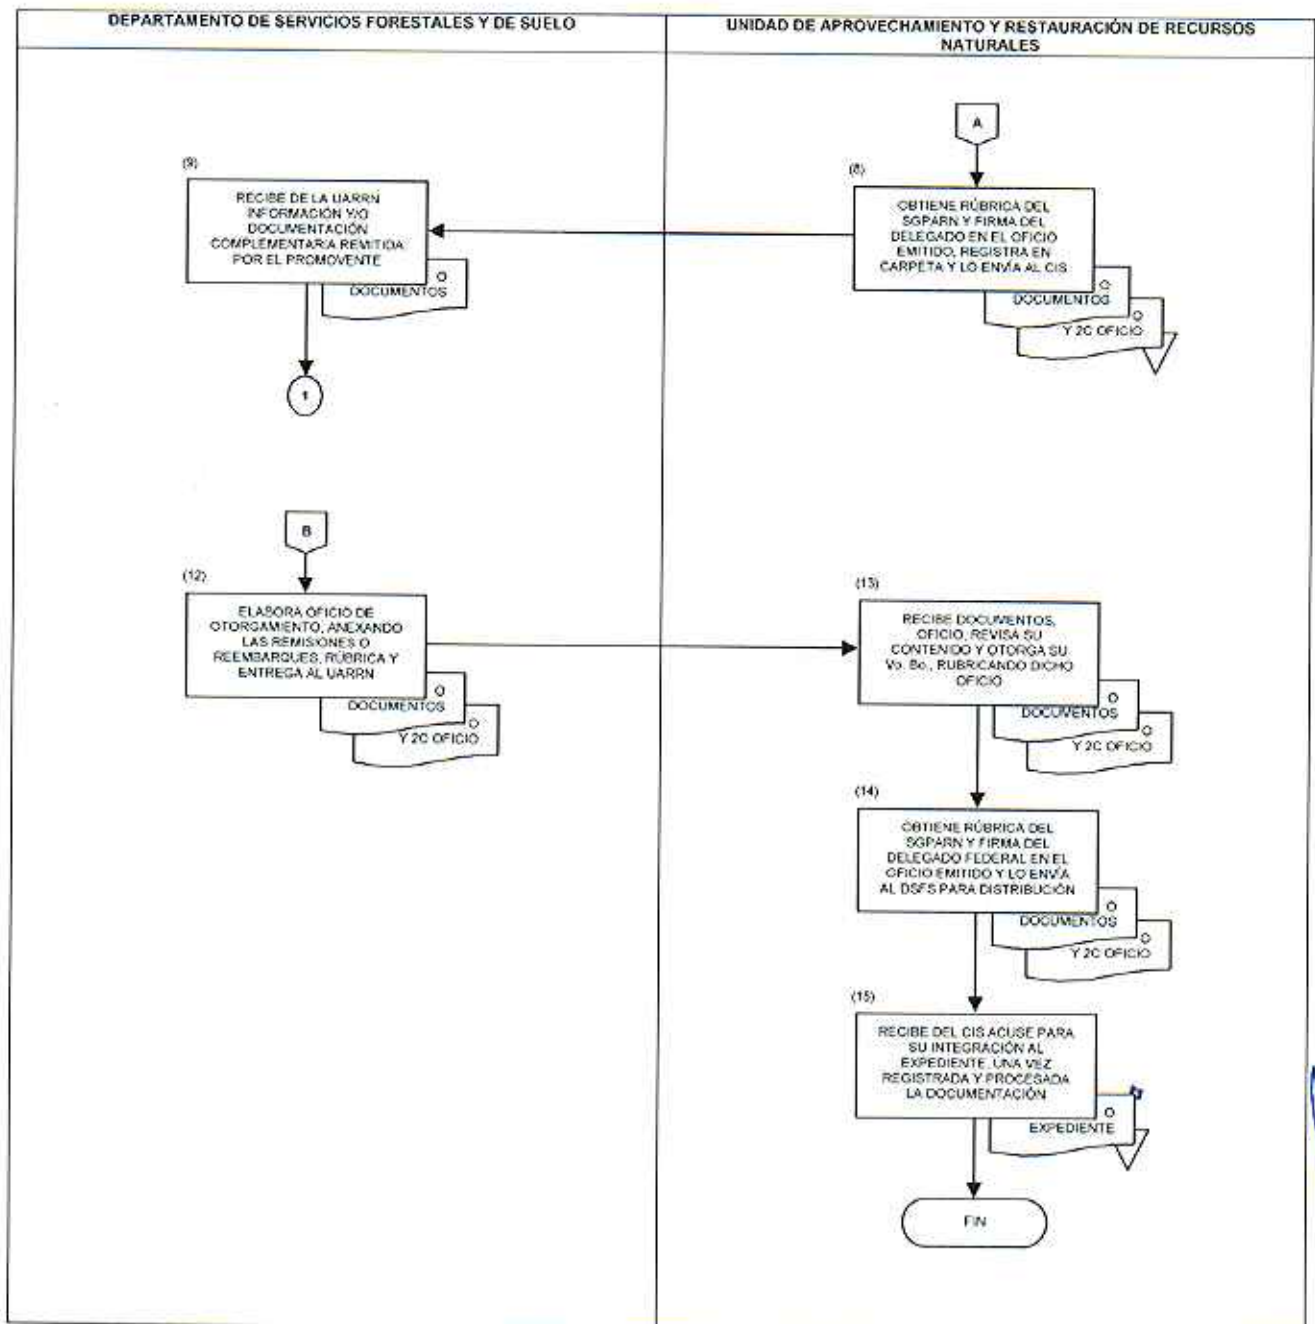 DEPARTAMENTO DE SERVICIOS FORESTALES Y DE SUELO
UNIDAD DE APROVECHAMIENTO Y RESTAURACIÓN DE RECURSOS
NATURALES
A
(9)
RECIBE DE LA UARRN
INFORMACIÓN Y/O
DOCUMENTACIÓN
COMPLEMENTARIA REMITIDA
POR EL PROMOVENTE
O
DOCUMENTOS
1
(8)
OBTIENE RÚBRICA DEL
SGPARN Y FIRMA DEL
DELEGADO EN EL OFICIO
EMITIDO, REGISTRA EN
CARPETA Y LO ENVÍA AL CIS
O
DOCUMENTOS
O
Y 2C OFICIO
B
(12)
ELABORA OFICIO DE
OTORGAMIENTO, ANEXANDO
LAS REMISIONES O
REEMBARQUES, RÚBRICA Y
ENTREGA AL UARRN
O
DOCUMENTOS
O
Y 2C OFICIO
(13)
RECIBE DOCUMENTOS,
OFICIO, REVISA SU
CONTENIDO Y OTORGA SU
Vo. Bo., RUBRICANDO DICHO
OFICIO
O
DOCUMENTOS
O
Y 2C OFICIO
(14)
OBTIENE RÚBRICA DEL
SGPARN Y FIRMA DEL
DELEGADO FEDERAL EN EL
OFICIO EMITIDO Y LO ENVÍA
AL DSFS PARA DISTRIBUCIÓN
O
DOCUMENTOS
O
Y 2C OFICIO
(15)
RECIBE DEL CIS ACUSE PARA
SU INTEGRACIÓN AL
EXPEDIENTE, UNA VEZ
REGISTRADA Y PROCESADA
LA DOCUMENTACIÓN
O
EXPEDIENTE
FIN